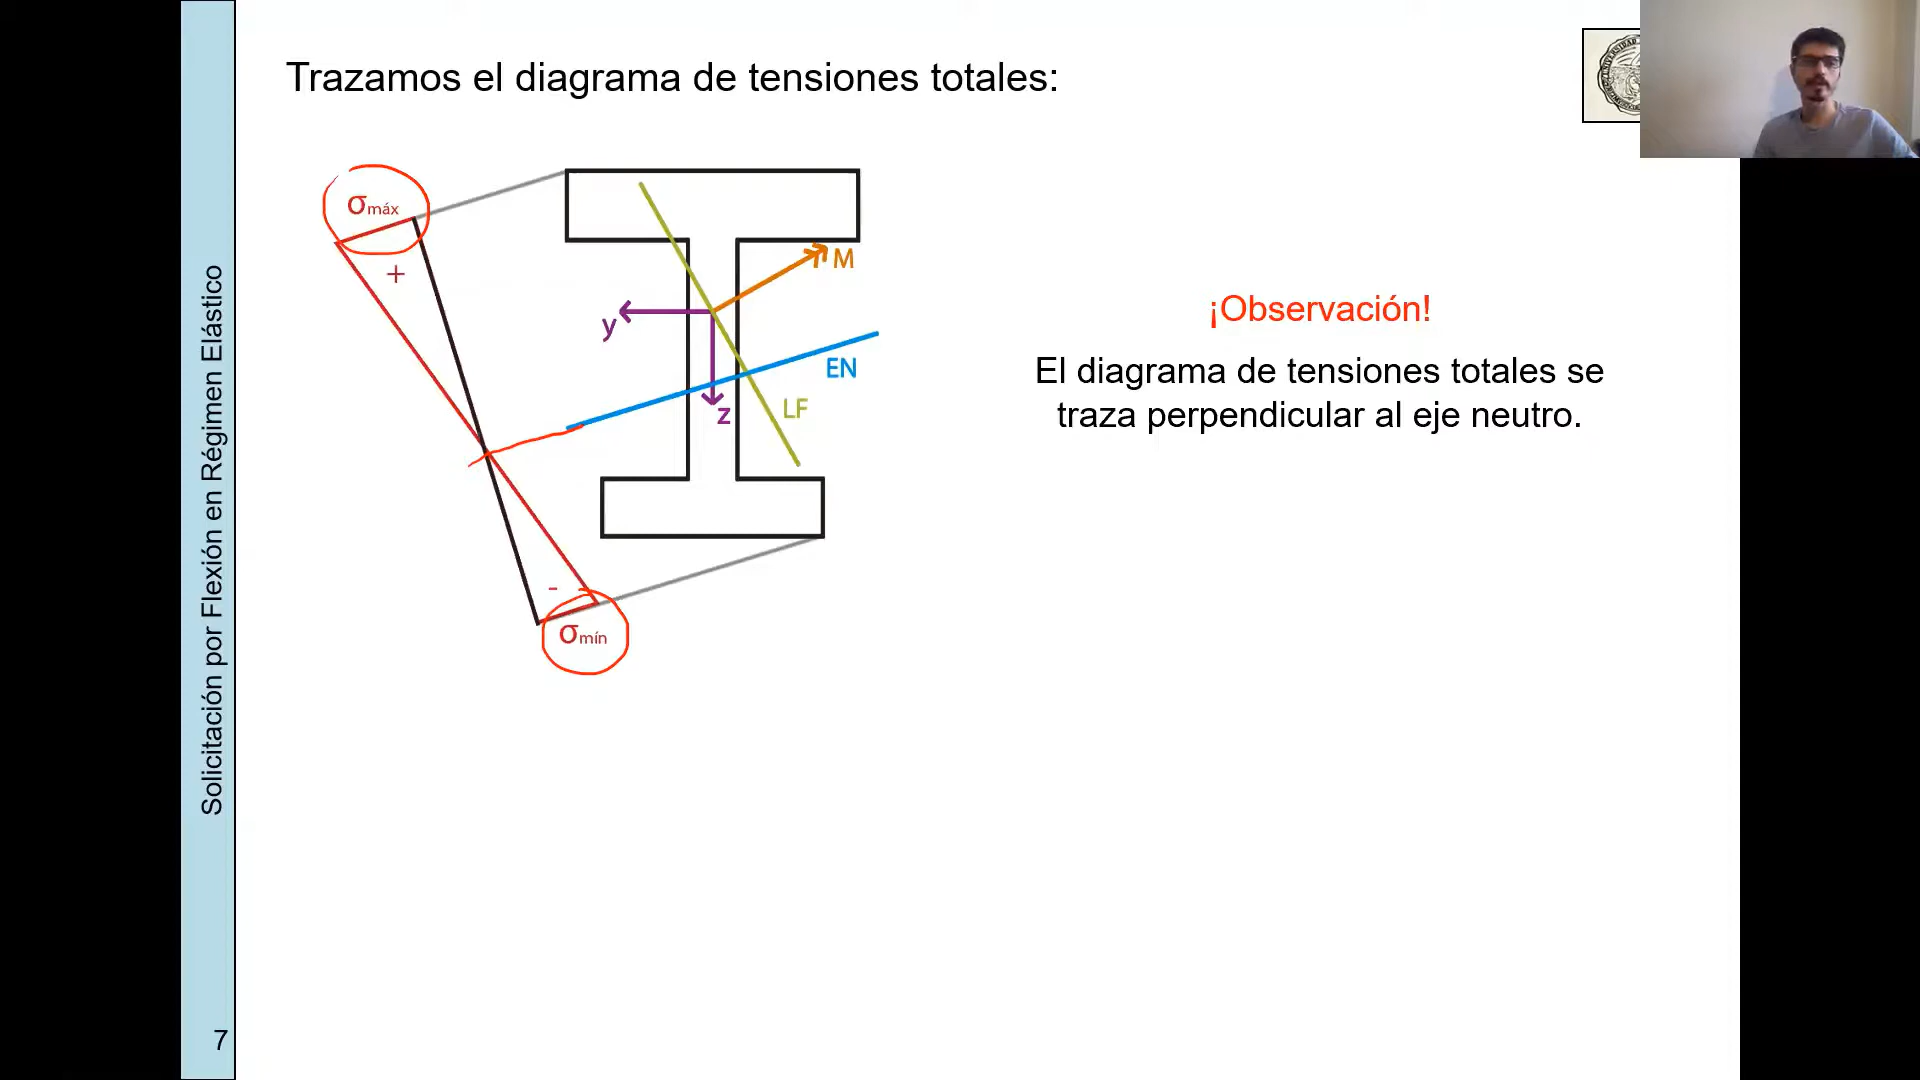 Trazamos el diagrama de tensiones totales:
σmáx
+
M
y
EN
LF
z
-
σmín
¡Observación!
El diagrama de tensiones totales se
traza perpendicular al eje neutro.
Solicitación por Flexión en Régimen Elástico
7